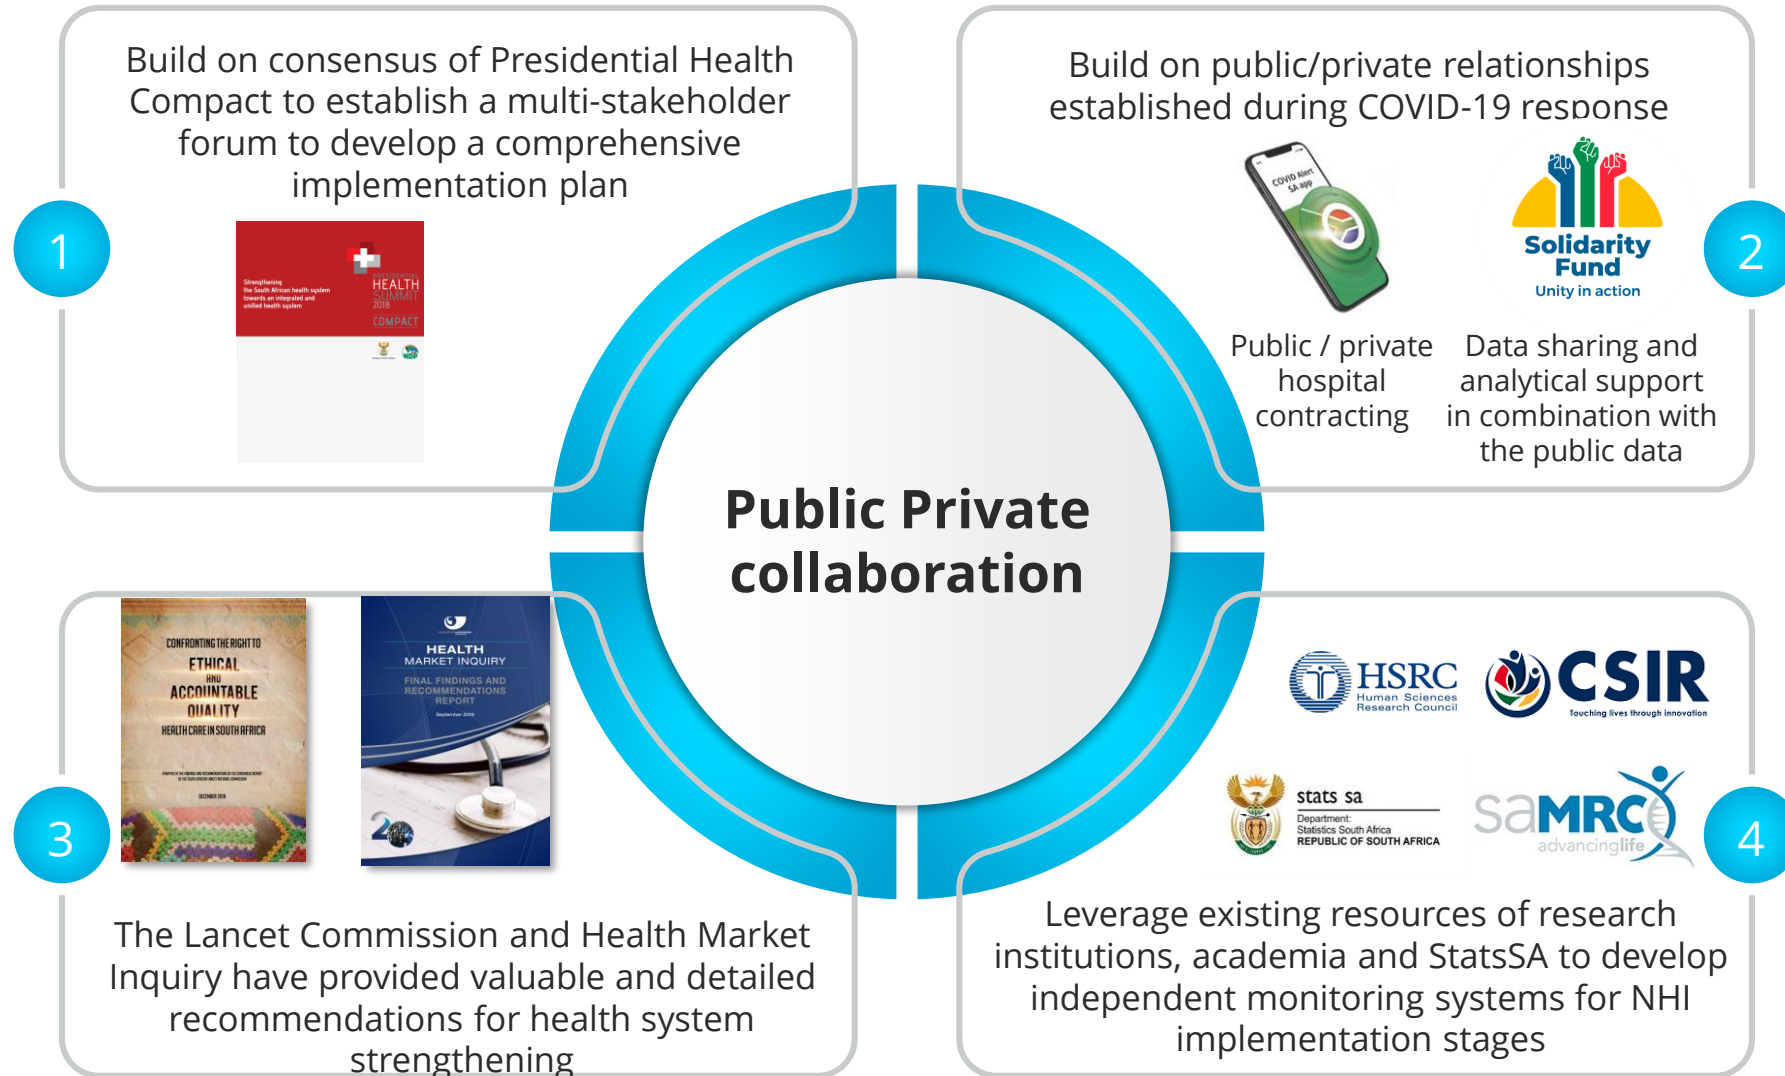 Build on consensus of Presidential Health
Compact to establish a multi-stakeholder
forum to develop a comprehensive
implementation plan
1
Strengthening
the South African health system
towards an integrated and
unified health system
PRESIDENTIAL
HEALTH
SUMMIT
2018
COMPACT
NDP
Build on public/private relationships
established during COVID-19 response
2
COVID Alert
SA app
Solidarity
Fund
Unity in action
Public / private
hospital
contracting
Data sharing and
analytical support
in combination with
the public data
Public Private
collaboration
3
CONFRONTING THE RIGHT TO
ETHICAL
AND
ACCOUNTABLE
QUALITY
HEALTH CARE IN SOUTH AFRICA
HEALTH
MARKET INQUIRY
FINAL FINDINGS AND
RECOMMENDATIONS
REPORT
September 2019
20
The Lancet Commission and Health Market
Inquiry have provided valuable and detailed
recommendations for health system
strengthening
4
HSRC
Human Sciences
Research Council
CSIR
Touching lives through innovation
stats sa
Department:
Statistics South Africa
REPUBLIC OF SOUTH AFRICA
saMRC
advancinglife
Leverage existing resources of research
institutions, academia and StatsSA to develop
independent monitoring systems for NHI
implementation stages